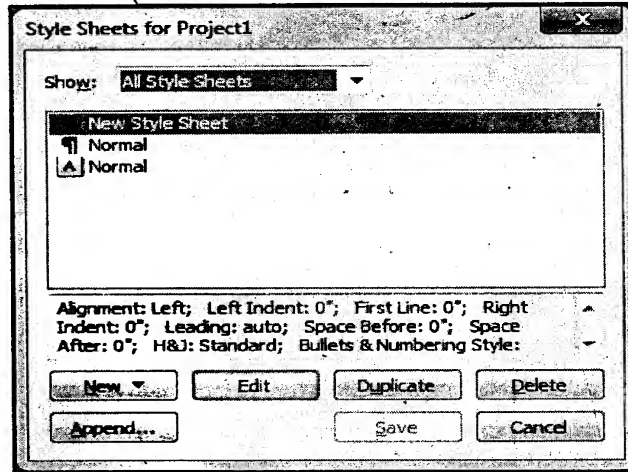 Style Sheets for Project1
Show: All Style Sheets
New Style Sheet
¶ Normal
A Normal
Alignment: Left; Left Indent: 0"; First Line: 0"; Right
Indent: 0"; Leading: auto; Space Before: 0"; Space
After: 0"; H&J: Standard; Bullets & Numbering Style:
New Edit Duplicate Delete
Append... Save Cancel